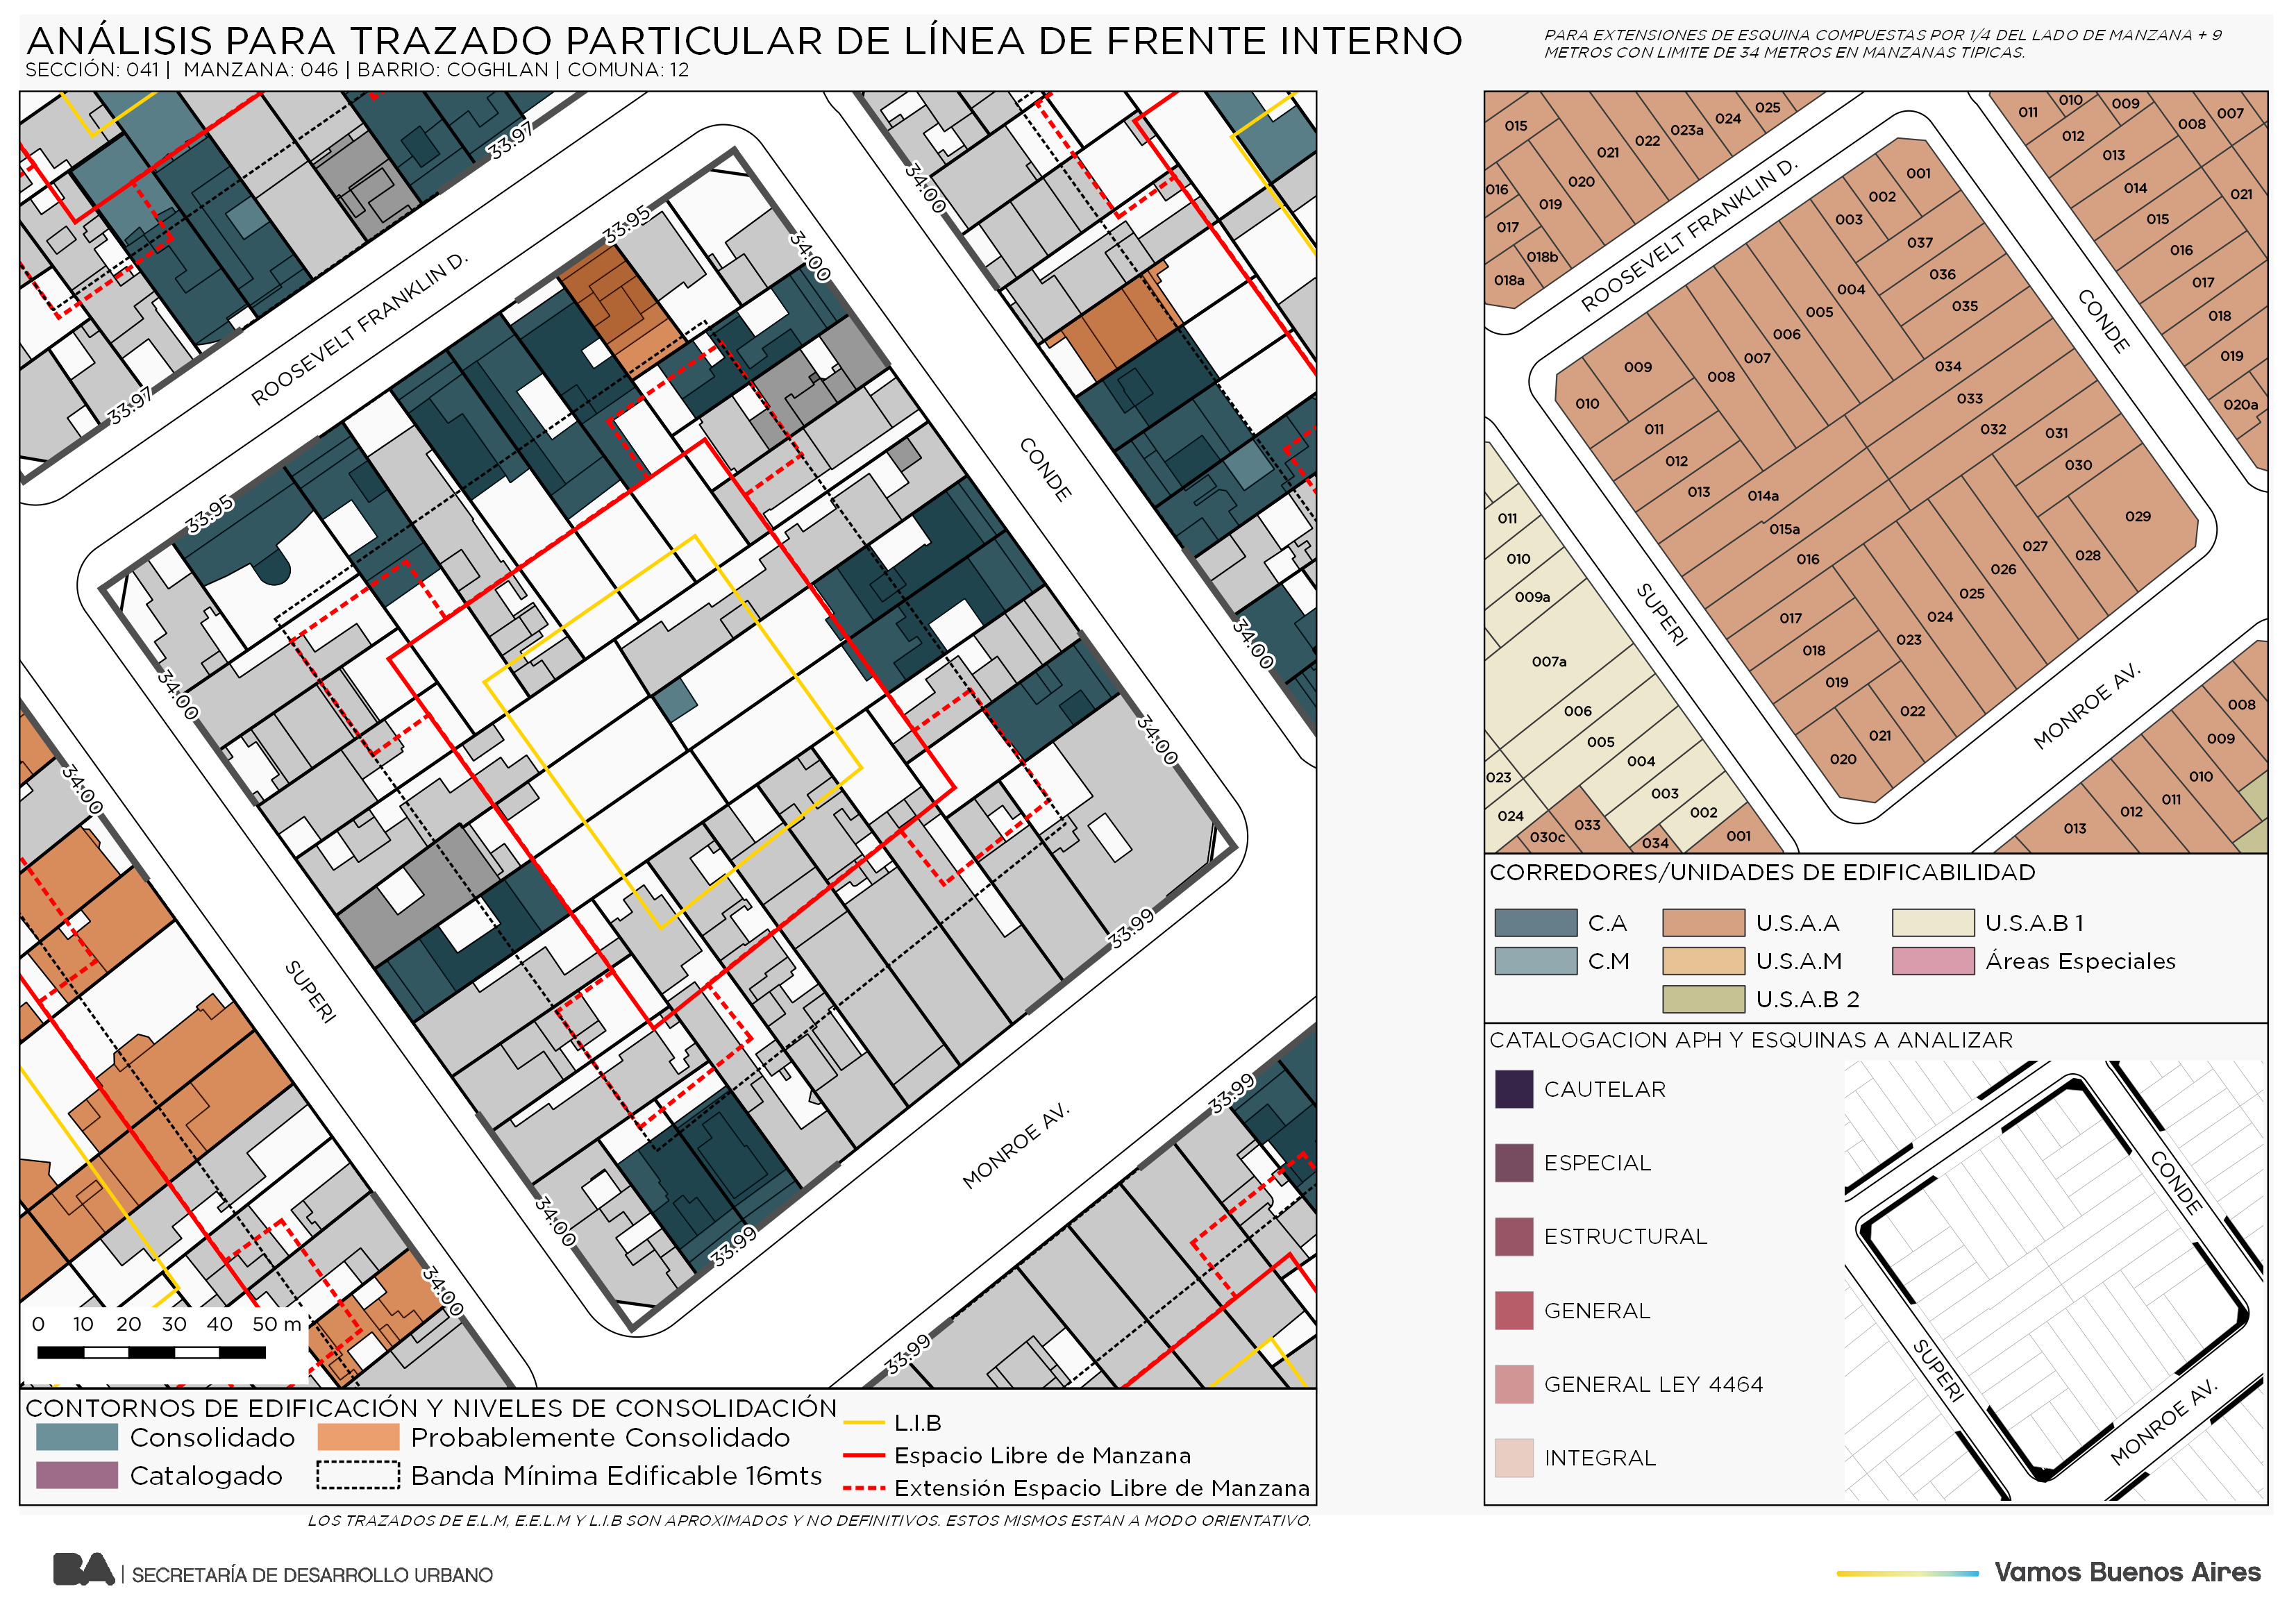 ANÁLISIS PARA TRAZADO PARTICULAR DE LÍNEA DE FRENTE INTERNO
SECCIÓN: 041 | MANZANA: 046 | BARRIO: COGHLAN | COMUNA: 12
PARA EXTENSIONES DE ESQUINA COMPUESTAS POR 1/4 DEL LADO DE MANZANA + 9
METROS CON LIMITE DE 34 METROS EN MANZANAS TIPICAS.
33.97
34.00
33.95
34.00
ROOSEVELT FRANKLIN D.
33.97
CONDE
33.95
34.00
34.00
34.00
34.00
33.99
SUPERI
MONROE AV.
33.99
34.00
33.99
34.00
33.99
0 10 20 30 40 50 m
CONTORNOS DE EDIFICACIÓN Y NIVELES DE CONSOLIDACIÓN
Consolidado
Probablemente Consolidado
Catalogado
Banda Mínima Edificable 16mts
L.I.B
Espacio Libre de Manzana
Extensión Espacio Libre de Manzana
LOS TRAZADOS DE E.L.M, E.E.L.M Y L.I.B SON APROXIMADOS Y NO DEFINITIVOS. ESTOS MISMOS ESTAN A MODO ORIENTATIVO.
015
016
017
018a
018b
019
020
021
022
023a
024
025
011
010
009
008
007
012
013
014
015
016
017
018
019
020a
021
ROOSEVELT FRANKLIN D.
CONDE
001
002
003
037
036
035
004
005
006
007
008
009
010
011
012
013
014a
015a
016
034
033
032
031
030
029
028
027
026
025
024
023
017
018
019
020
021
022
SUPERI
MONROE AV.
011
010
009a
007a
006
005
004
003
002
001
023
024
030c
033
034
008
009
010
011
012
013
CORREDORES/UNIDADES DE EDIFICABILIDAD
C.A
U.S.A.A
U.S.A.B 1
C.M
U.S.A.M
Áreas Especiales
U.S.A.B 2
CATALOGACION APH Y ESQUINAS A ANALIZAR
CAUTELAR
ESPECIAL
ESTRUCTURAL
GENERAL
GENERAL LEY 4464
INTEGRAL
CONDE
SUPERI
MONROE AV.
BA | SECRETARÍA DE DESARROLLO URBANO
Vamos Buenos Aires